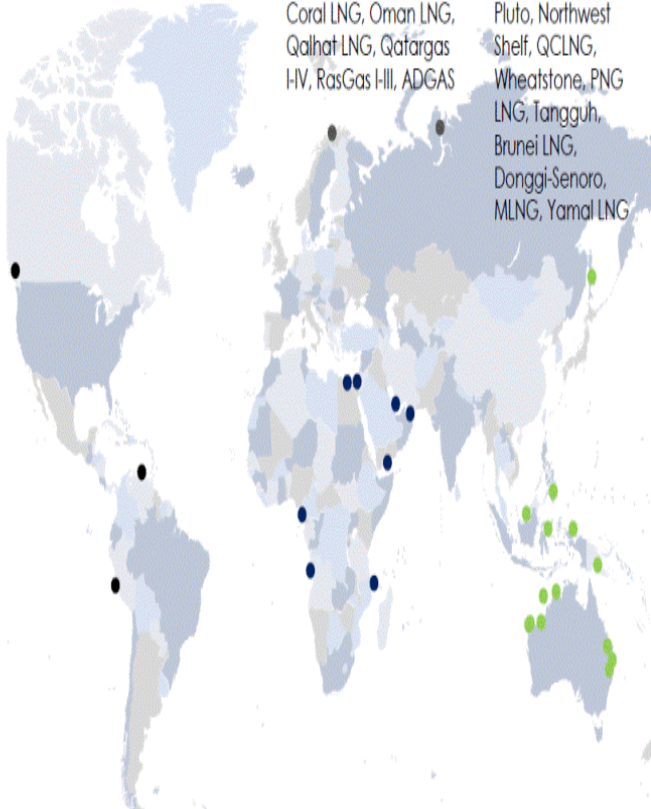 Coral LNG, Oman LNG,
Qalhat LNG, Qatargas
I-IV, RasGas I-III, ADGAS
Pluto, Northwest
Shelf, QCLNG,
Wheatstone, PNG
LNG, Tangguh,
Brunei LNG,
Donggi-Senoro,
MLNG, Yamal LNG